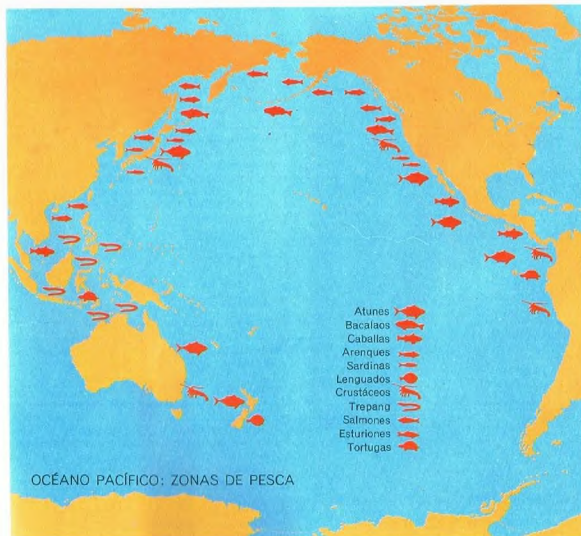 Atunes
Bacalaos
Caballas
Arenques
Sardinas
Lenguados
Crustáceos
Trepang
Salmones
Esturiones
Tortugas
OCÉANO PACÍFICO: ZONAS DE PESCA